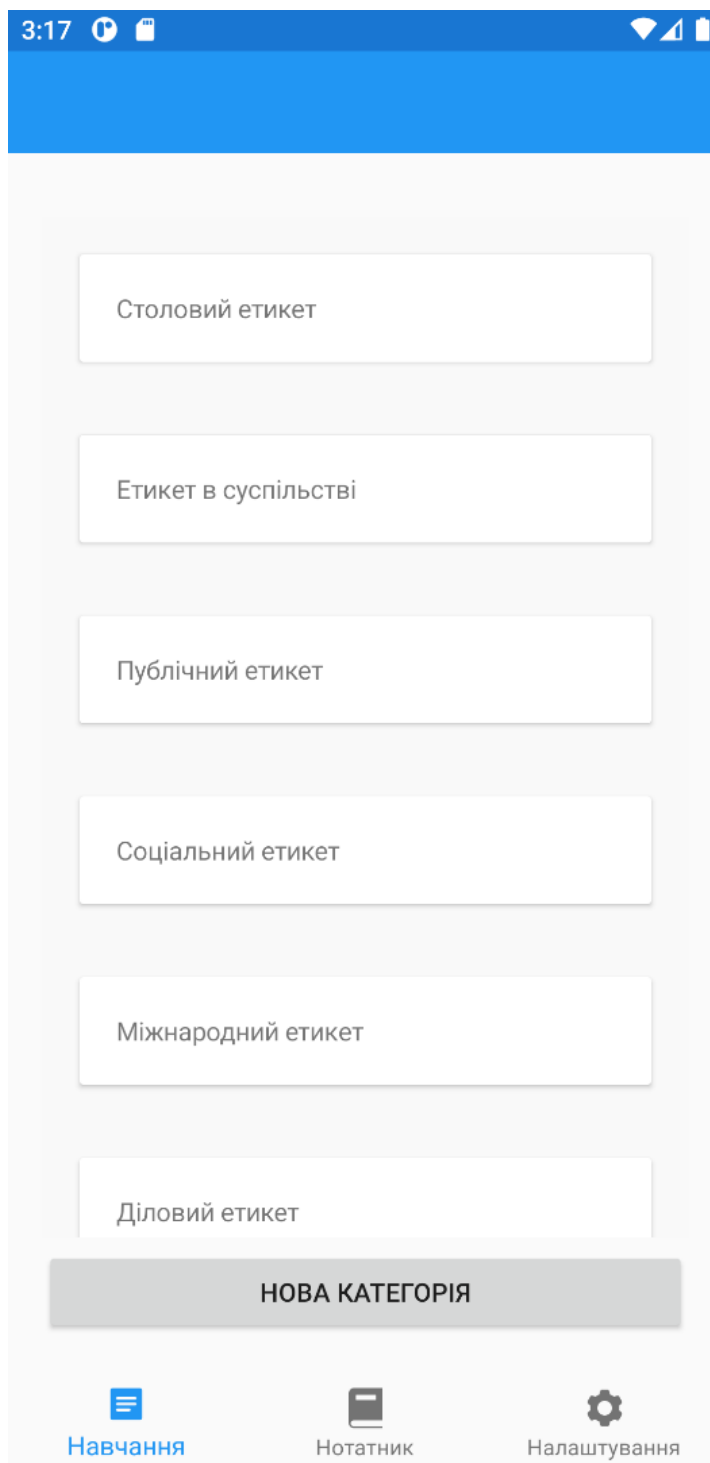 3:17
Столовий етикет
Етикет в суспільстві
Публічний етикет
Соціальний етикет
Міжнародний етикет
Діловий етикет
НОВА КАТЕГОРІЯ
Навчання
Нотатник
Налаштування